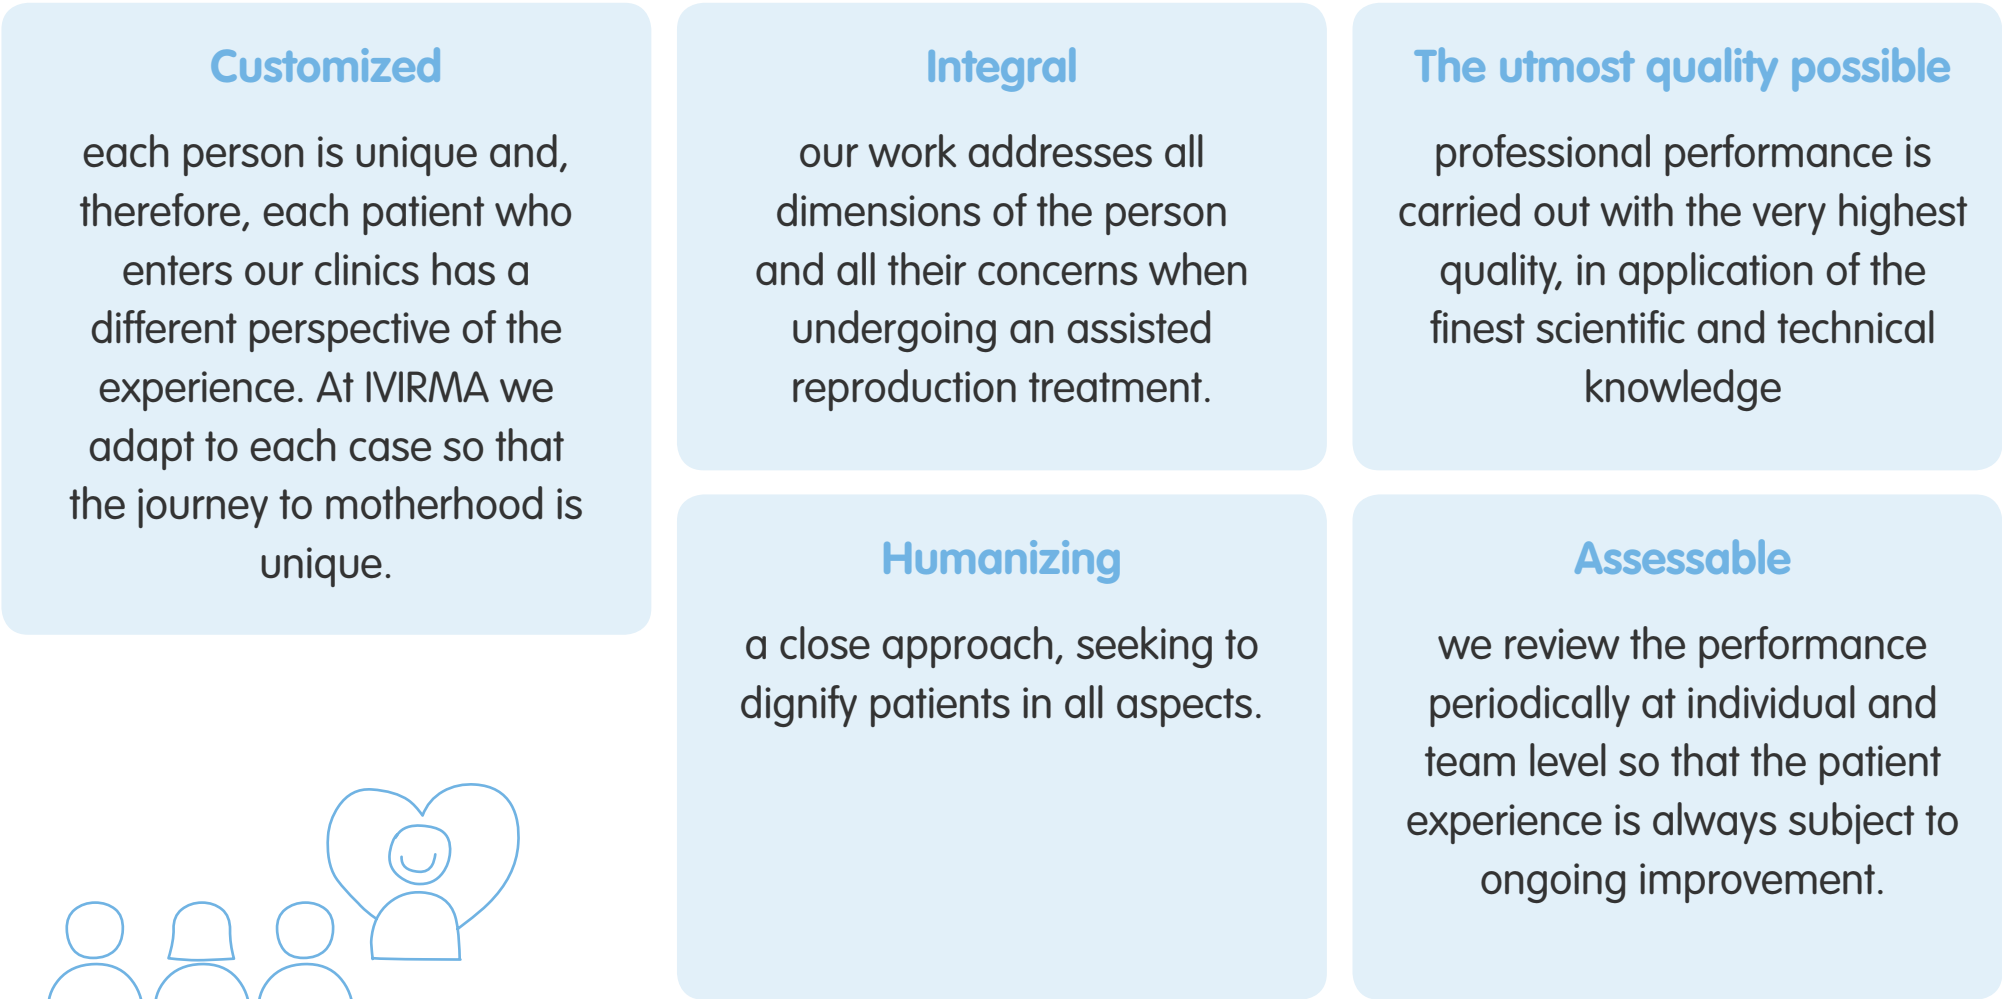 Customized
each person is unique and,
therefore, each patient who
enters our clinics has a
different perspective of the
experience. At IVIRMA we
adapt to each case so that
the journey to motherhood is
unique.
Integral
our work addresses all
dimensions of the person
and all their concerns when
undergoing an assisted
reproduction treatment.
The utmost quality possible
professional performance is
carried out with the very highest
quality, in application of the
finest scientific and technical
knowledge
Humanizing
a close approach, seeking to
dignify patients in all aspects.
Assessable
we review the performance
periodically at individual and
team level so that the patient
experience is always subject to
ongoing improvement.